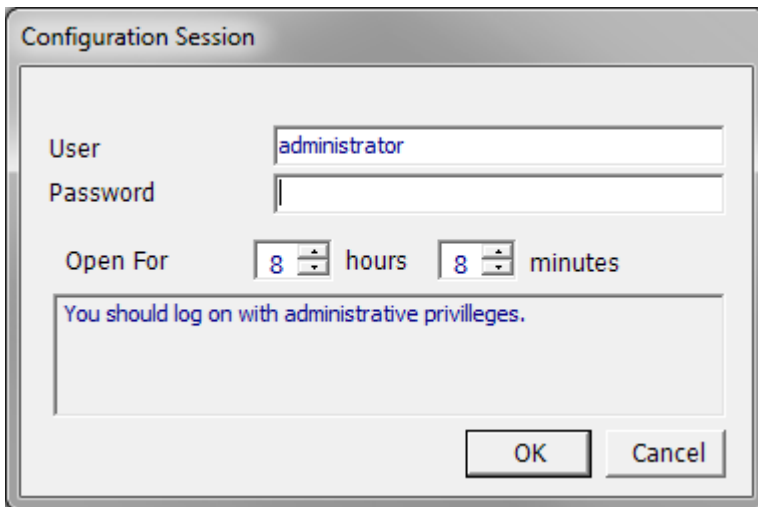 Configuration Session
User administrator
Password
Open For 8 hours 8 minutes
You should log on with administrative privilleges.
OK Cancel